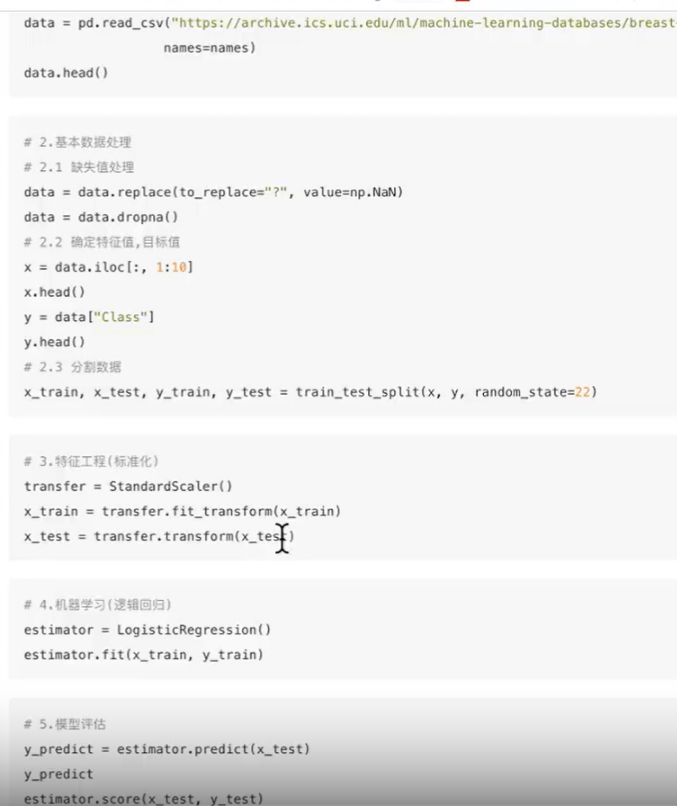 data = pd.read_csv("https://archive.ics.uci.edu/ml/machine-learning-databases/breast-
names=names)
data.head()
# 2.基本数据处理
# 2.1 缺失值处理
data = data.replace(to_replace="?", value=np.NaN)
data = data.dropna()
# 2.2 确定特征值,目标值
x = data.iloc[:, 1:10]
x.head()
y = data["Class"]
y.head()
# 2.3 分割数据
x_train, x_test, y_train, y_test = train_test_split(x, y, random_state=22)
# 3.特征工程(标准化)
transfer = StandardScaler()
x_train = transfer.fit_transform(x_train)
x_test = transfer.transform(x_test)
# 4.机器学习(逻辑回归)
estimator = LogisticRegression()
estimator.fit(x_train, y_train)
# 5.模型评估
y_predict = estimator.predict(x_test)
y_predict
estimator.score(x_test, y_test)